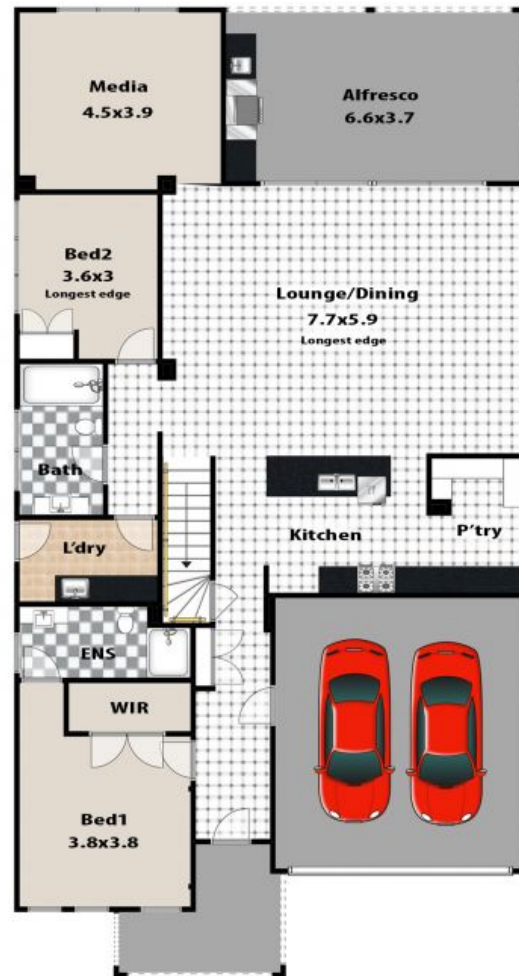 Media
4.5x3.9
Alfresco
6.6x3.7
Bed2
3.6x3
Longest edge
Lounge/Dining
7.7x5.9
Longest edge
Bath
Kitchen
P'try
L'dry
ENS
WIR
Bed1
3.8x3.8